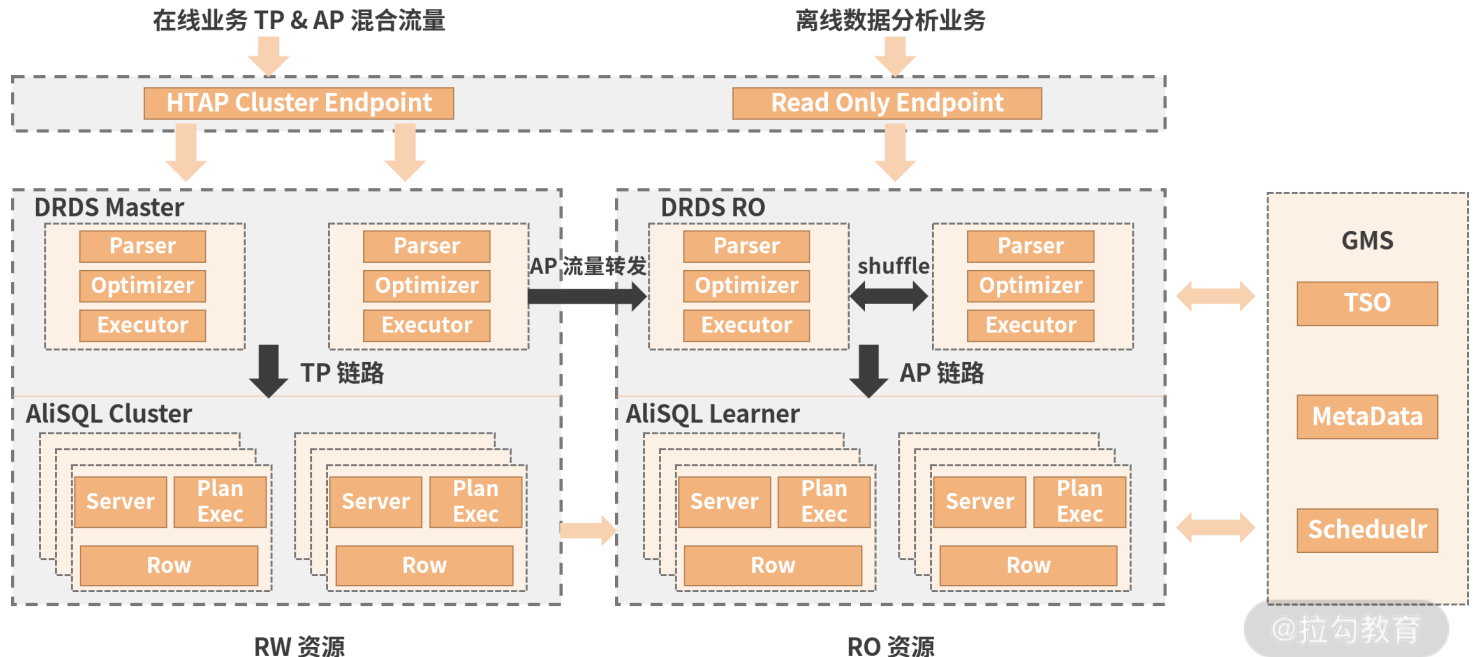 在线业务 TP & AP 混合流量
离线数据分析业务
HTAP Cluster Endpoint
Read Only Endpoint
DRDS Master
Parser
Optimizer
Executor
Parser
Optimizer
Executor
AP 流量转发
DRDS RO
Parser
Optimizer
Executor
shuffle
Parser
Optimizer
Executor
TP 链路
AP 链路
AliSQL Cluster
Server
Plan
Exec
Row
Server
Plan
Exec
Row
AliSQL Learner
Server
Plan
Exec
Row
Server
Plan
Exec
Row
GMS
TSO
MetaData
Scheduelr
RW 资源
RO 资源
@拉勾教育